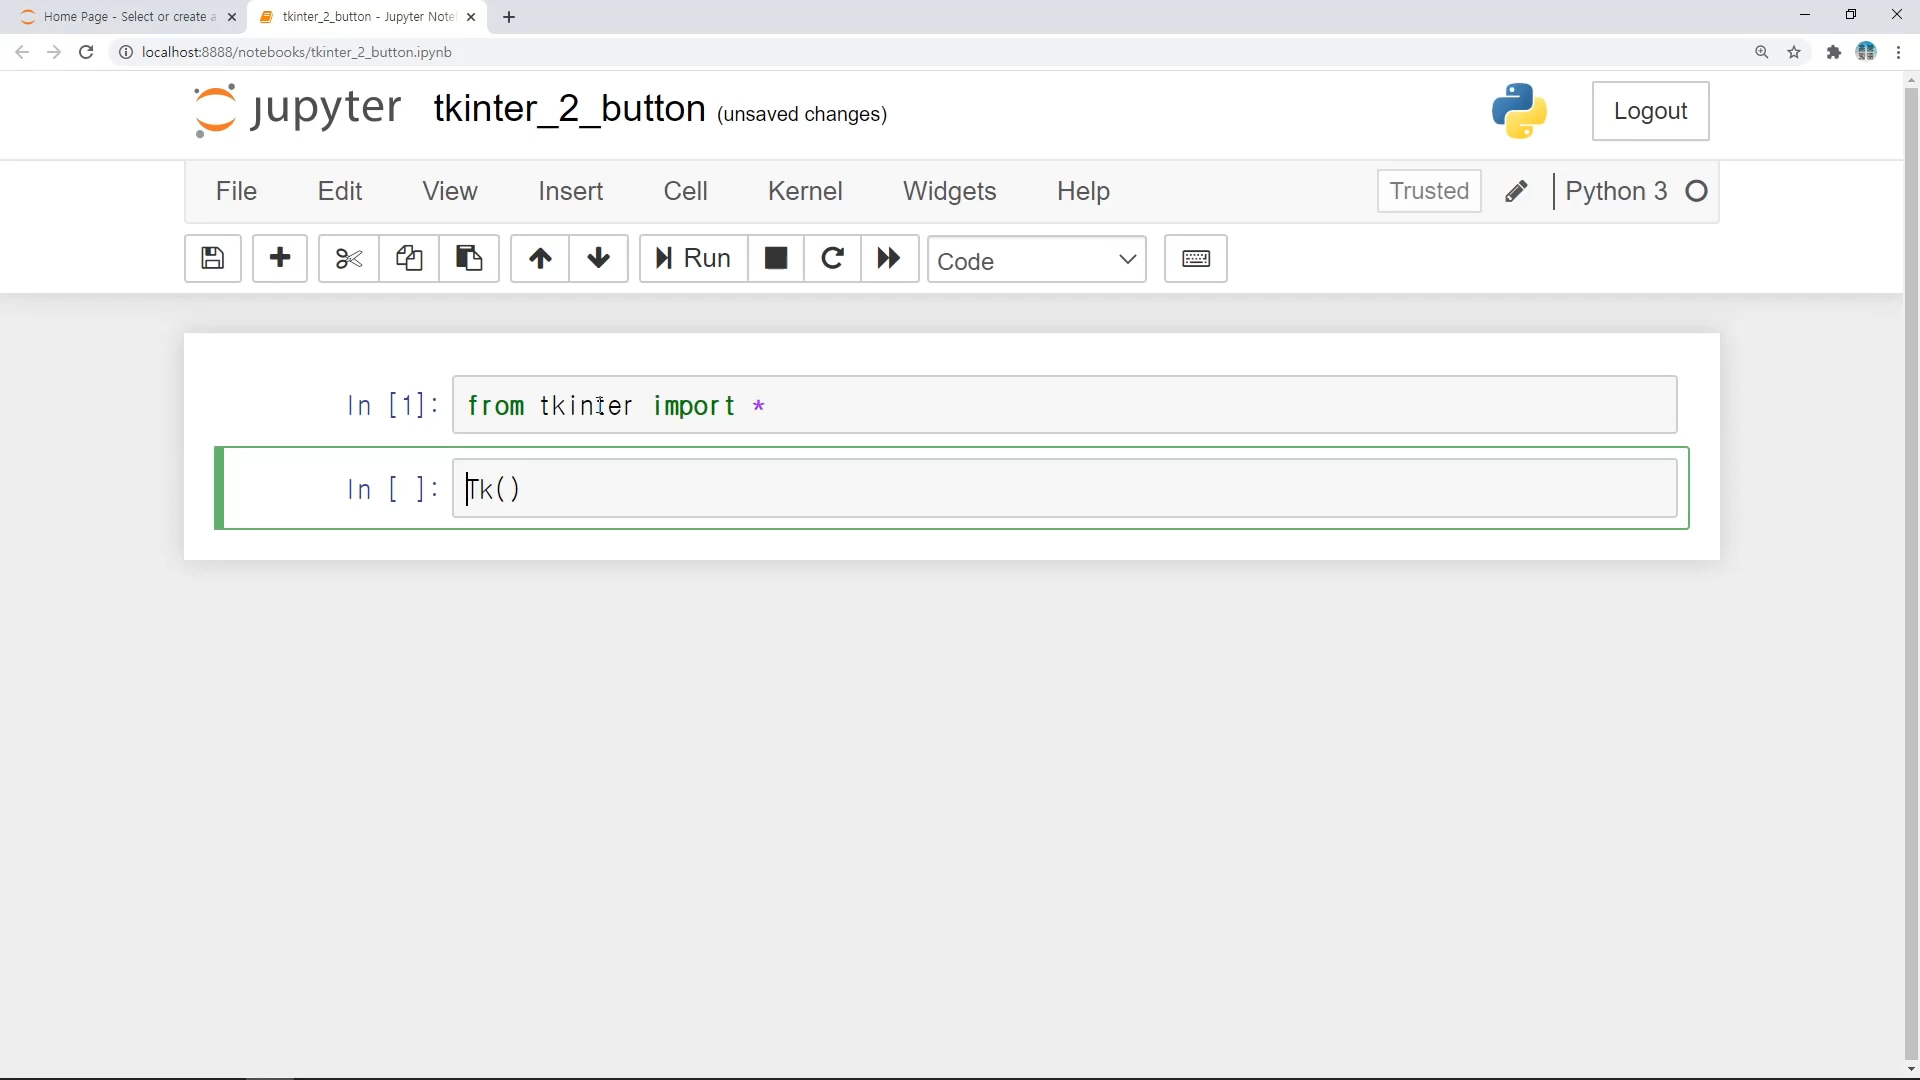 Home Page - Select or create a
tkinter_2_button - Jupyter Note
localhost:8888/notebooks/tkinter_2_button.ipynb
jupyter tkinter_2_button (unsaved changes)
Logout
File Edit View Insert Cell Kernel Widgets Help
Trusted
Python 3
Run
Code
In [1]: from tkinter import *
In [ ]: Tk()